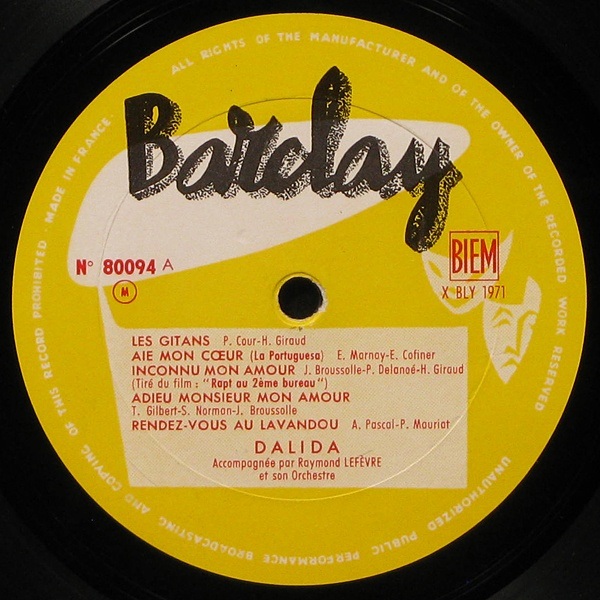 ALL RIGHTS OF THE MANUFACTURER AND OF THE OWNER OF THE RECORDED WORK RESERVED
UNAUTHORIZED PUBLIC PERFORMANCE BROADCASTING AND COPYING OF THIS RECORD PROHIBITED - MADE IN FRANCE -
Barclay
N° 80094 A
M
BIEM
X BLY 1971
LES GITANS P. Cour-H. Giraud
AIE MON CŒUR (La Portuguesa) E. Marnay-E. Cofiner
INCONNU MON AMOUR J. Broussolle-P. Delanoé-H. Giraud
(Tiré du film : "Rapt au 2ème bureau")
ADIEU MONSIEUR MON AMOUR
T. Gilbert-S. Norman-J. Broussolle
RENDEZ-VOUS AU LAVANDOU A. Pascal-P. Mauriat
DALIDA
Accompagnée par Raymond LEFÈVRE
et son Orchestre